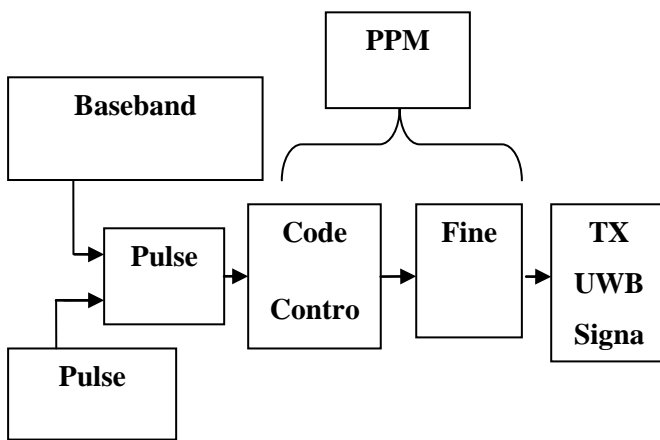 PPM
Baseband
Pulse
Code
Contro
Fine
TX
UWB
Signa
Pulse